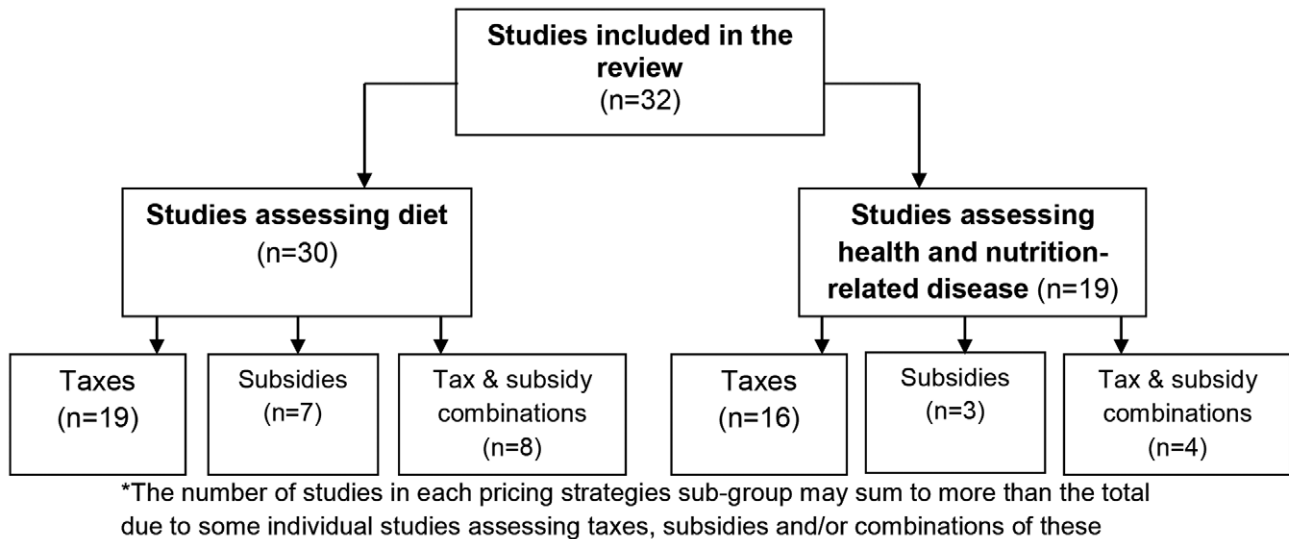 Studies included in the
review
(n=32)
Studies assessing diet
(n=30)
Studies assessing
health and nutrition-
related disease (n=19)
Taxes
(n=19)
Subsidies
(n=7)
Tax & subsidy
combinations
(n=8)
Taxes
(n=16)
Subsidies
(n=3)
Tax & subsidy
combinations
(n=4)
*The number of studies in each pricing strategies sub-group may sum to more than the total
due to some individual studies assessing taxes, subsidies and/or combinations of these